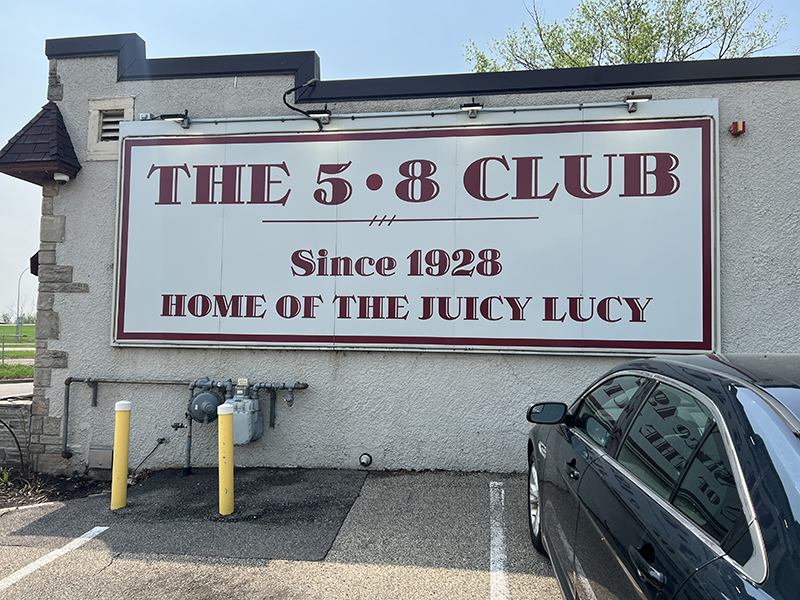 THE 5•8 CLUB
Since 1928
HOME OF THE JUICY LUCY